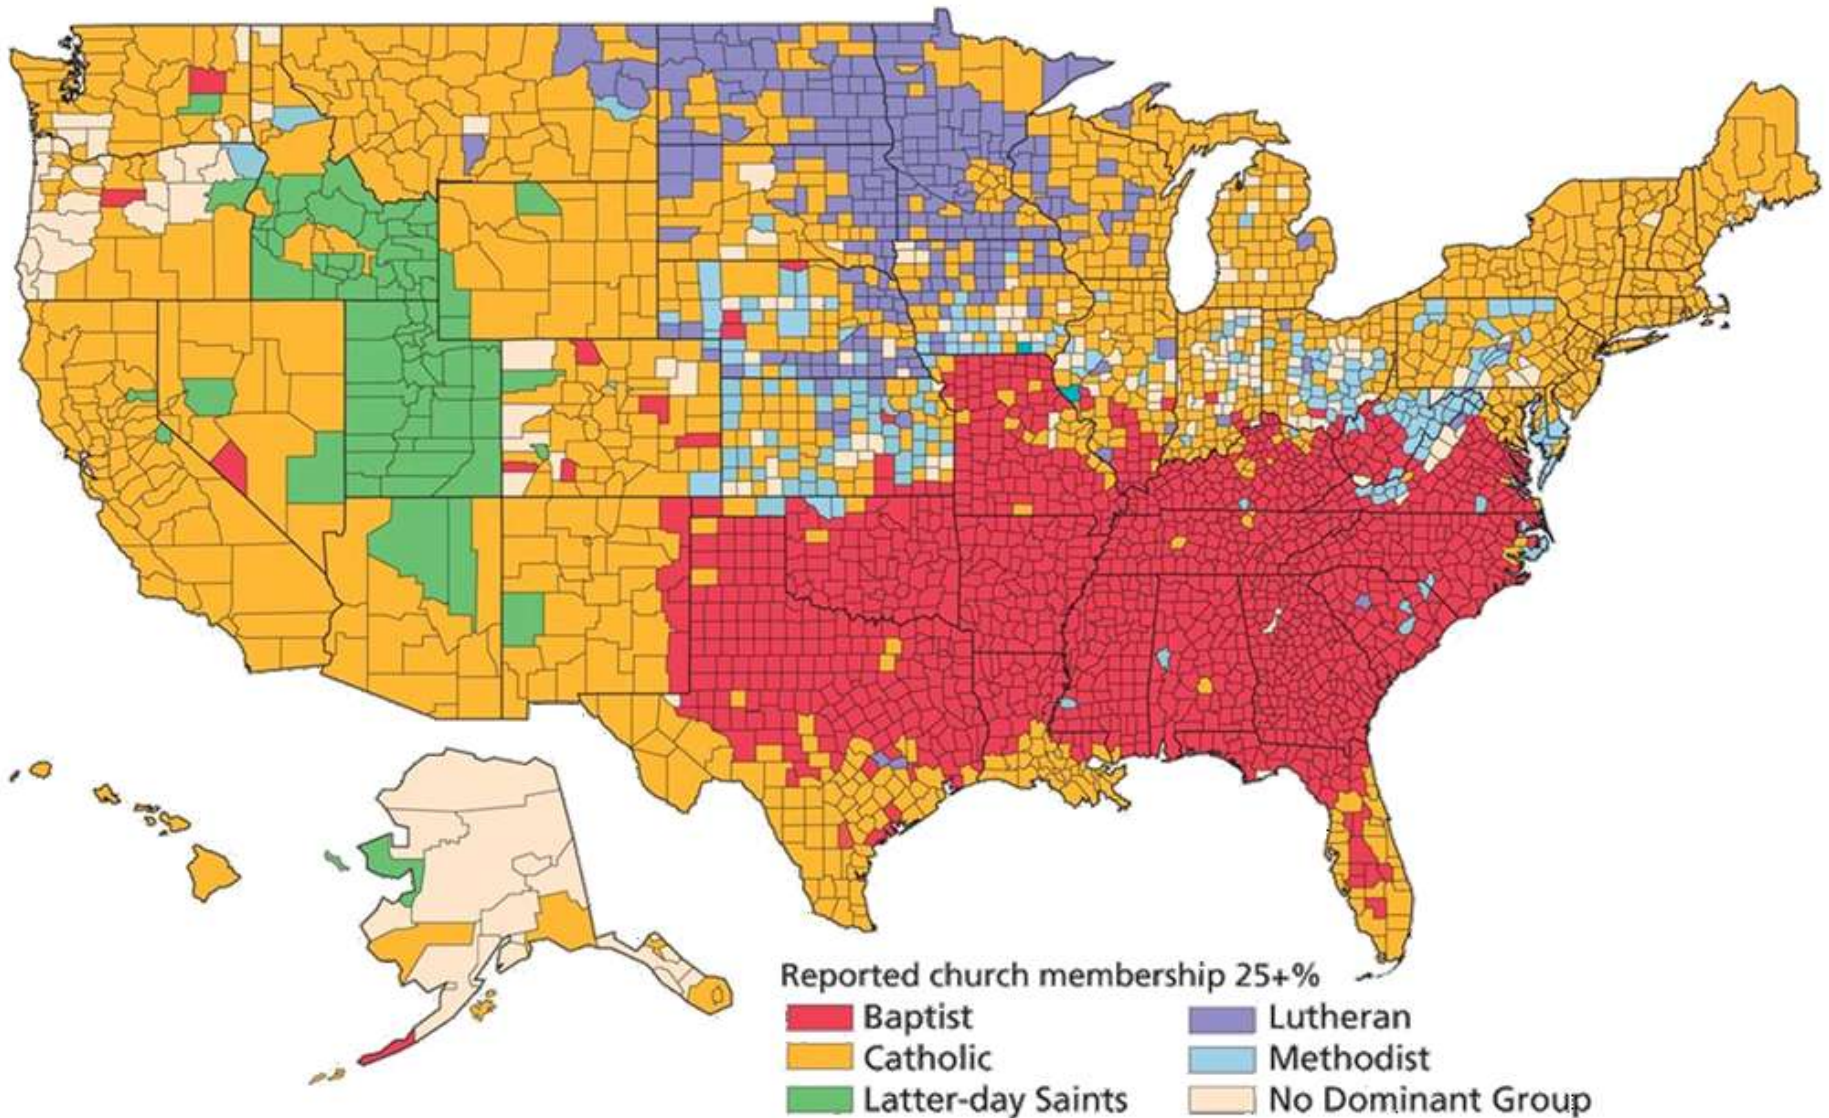 Reported church membership 25+%
Baptist
Lutheran
Catholic
Methodist
Latter-day Saints
No Dominant Group